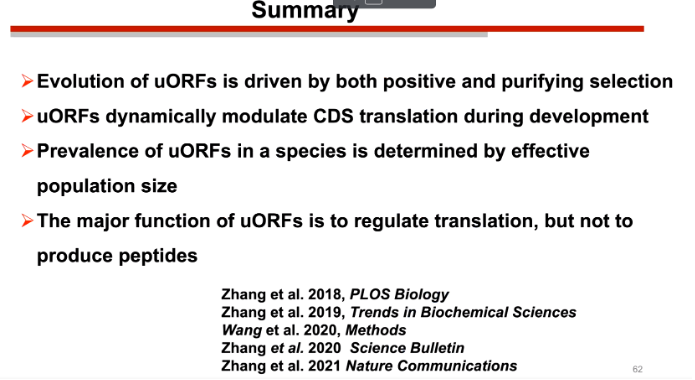 Summary
➢Evolution of uORFs is driven by both positive and purifying selection
➢uORFs dynamically modulate CDS translation during development
➢Prevalence of uORFs in a species is determined by effective
population size
➢The major function of uORFs is to regulate translation, but not to
produce peptides
Zhang et al. 2018, PLOS Biology
Zhang et al. 2019, Trends in Biochemical Sciences
Wang et al. 2020, Methods
Zhang et al. 2020 Science Bulletin
Zhang et al. 2021 Nature Communications
62